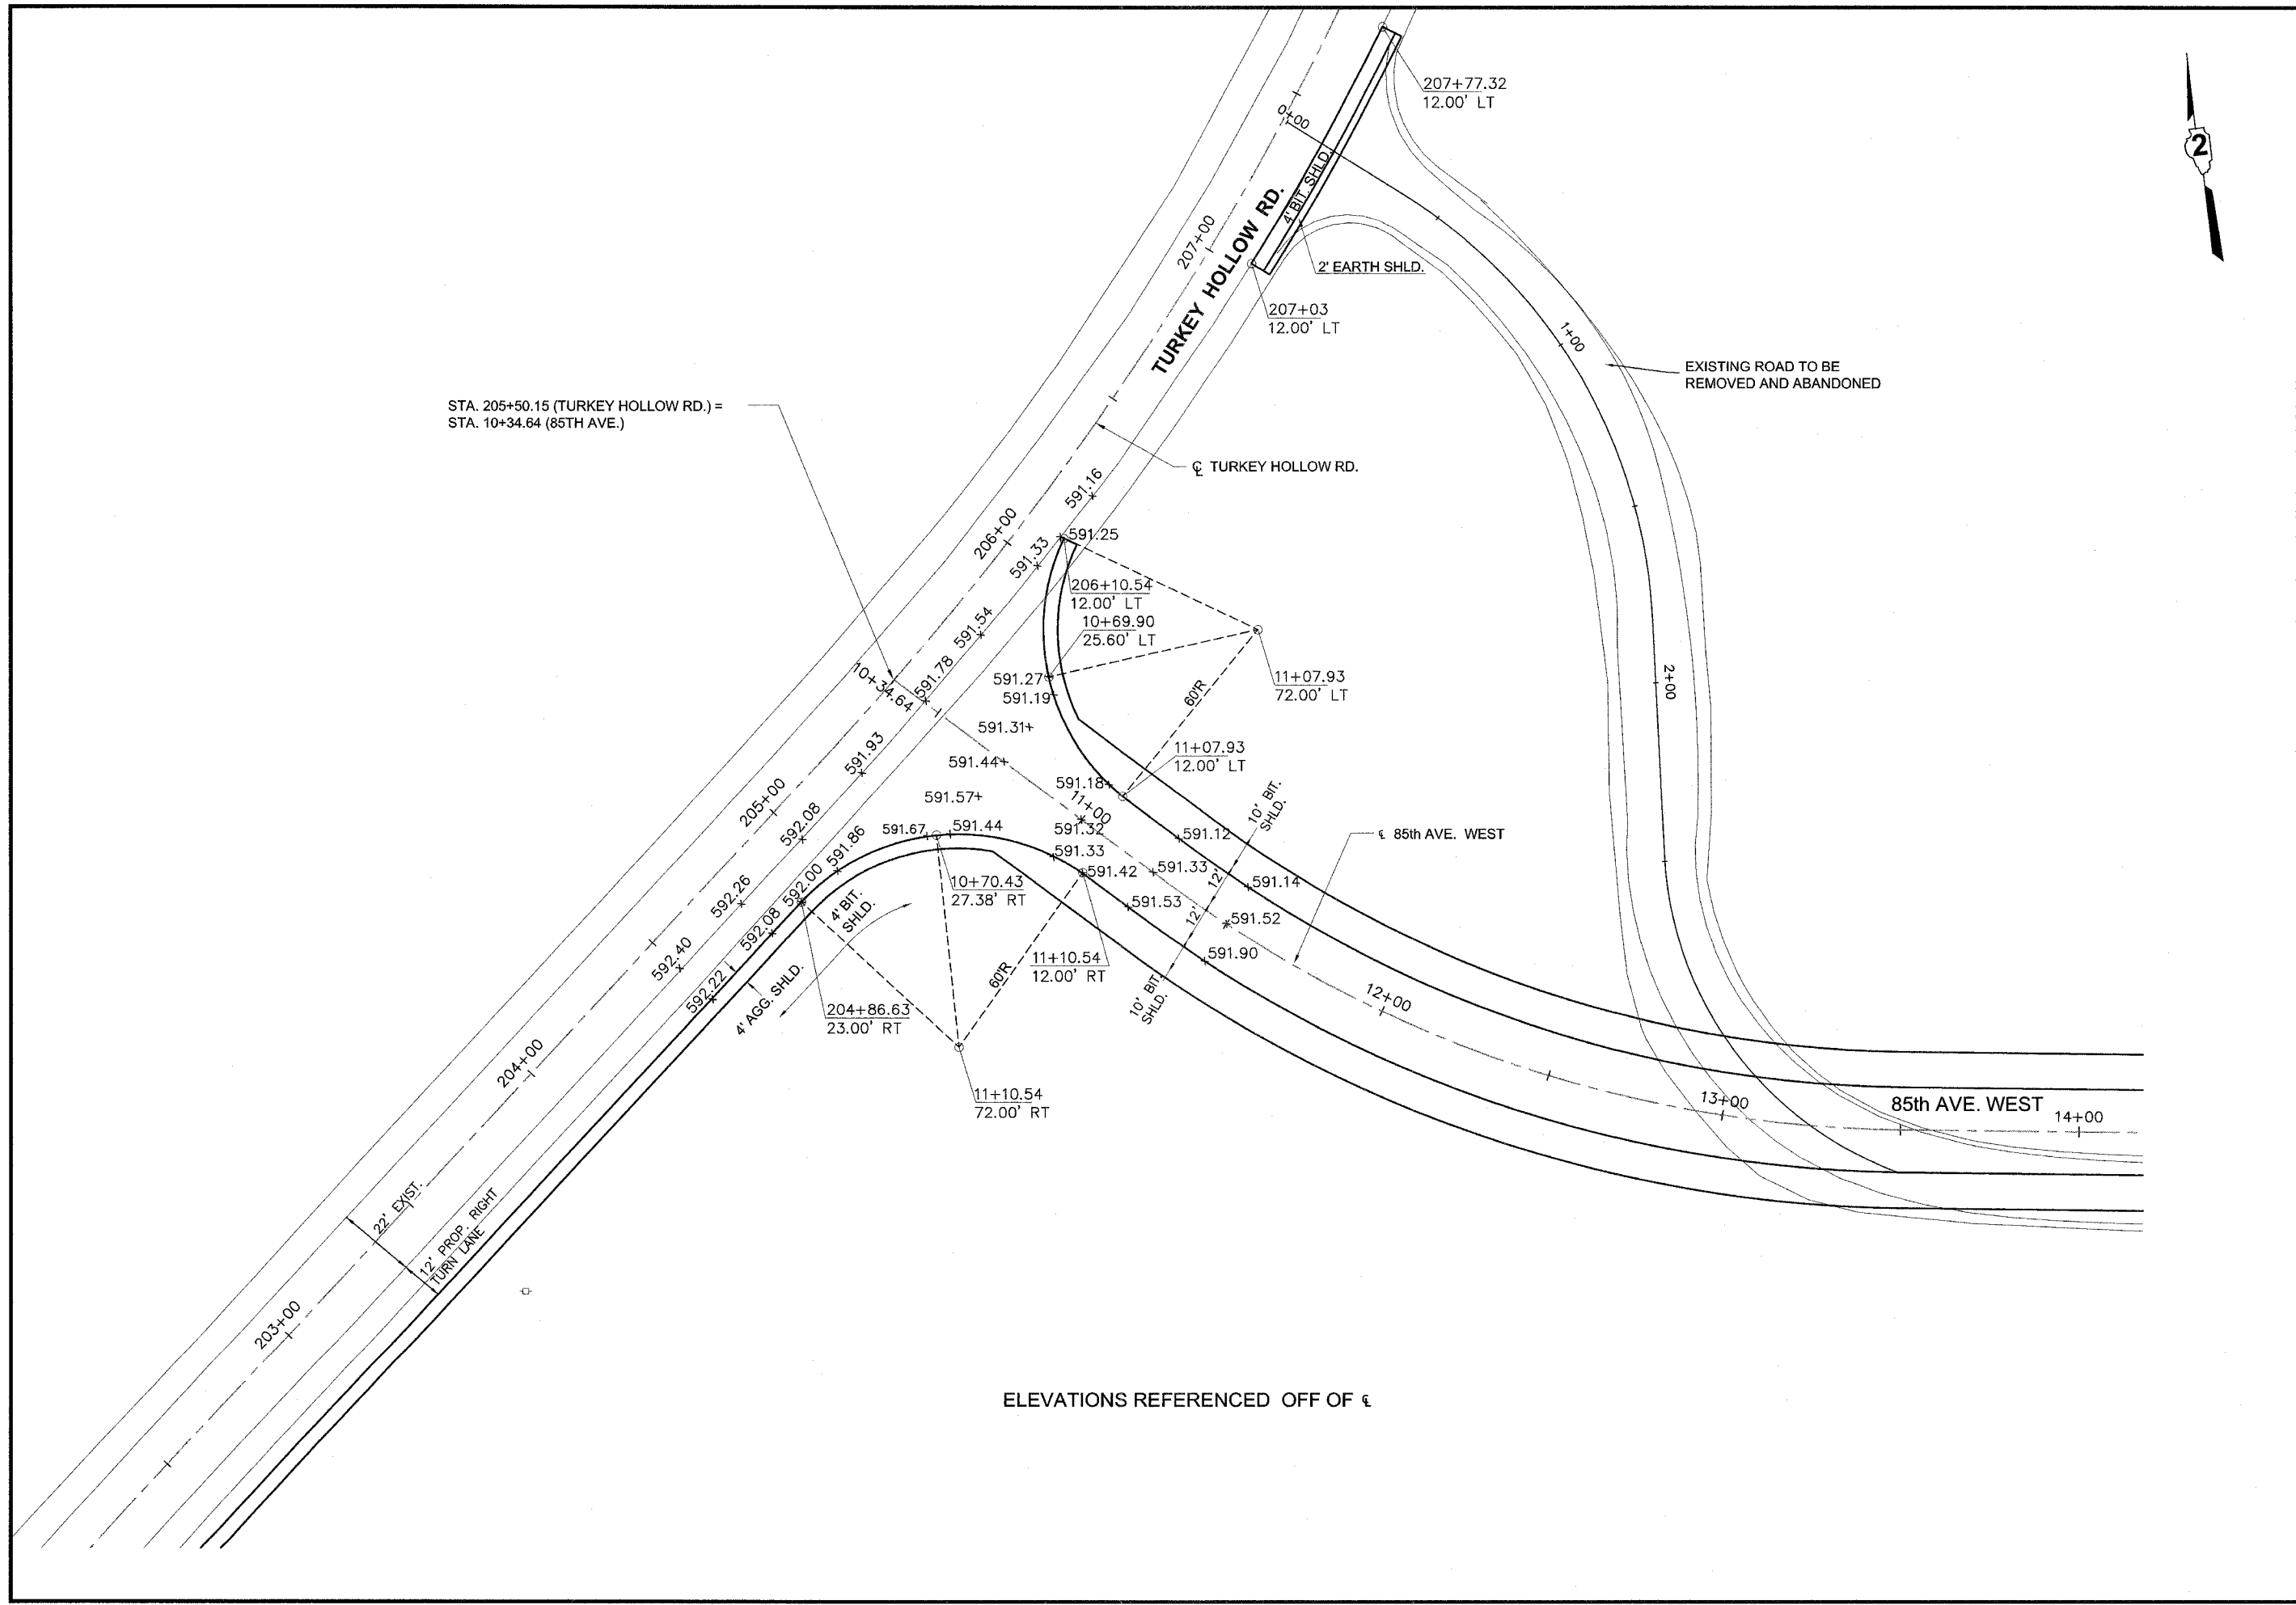 207+77.32
12.00' LT
2
0+00
4' BIT. SHLD.
TURKEY HOLLOW RD.
207+00
2' EARTH SHLD.
207+03
12.00' LT
1+00
EXISTING ROAD TO BE
REMOVED AND ABANDONED
STA. 205+50.15 (TURKEY HOLLOW RD.) =
STA. 10+34.64 (85TH AVE.)
℄ TURKEY HOLLOW RD.
591.16
206+00
591.33
591.25
206+10.54
12.00' LT
591.54
10+69.90
25.60' LT
591.78
10+34.64
591.27
591.19
60'R
11+07.93
72.00' LT
2+00
591.31+
591.93
591.44+
11+07.93
12.00' LT
591.18+
591.57+
11+00
10' BIT.
SHLD.
205+00
592.08
591.86
591.67
591.44
591.32
591.12
℄ 85th AVE. WEST
591.33
591.42
591.33
12'
591.14
592.26
592.00
10+70.43
27.38' RT
4' BIT.
SHLD.
591.53
12'
591.52
592.08
592.40
591.90
11+10.54
12.00' RT
60'R
10' BIT.
SHLD.
592.22
4' AGG. SHLD.
204+86.63
23.00' RT
12+00
204+00
11+10.54
72.00' RT
13+00
85th AVE. WEST
14+00
22' EXIST.
12' PROP. RIGHT
TURN LANE
203+00
ELEVATIONS REFERENCED OFF OF ℄